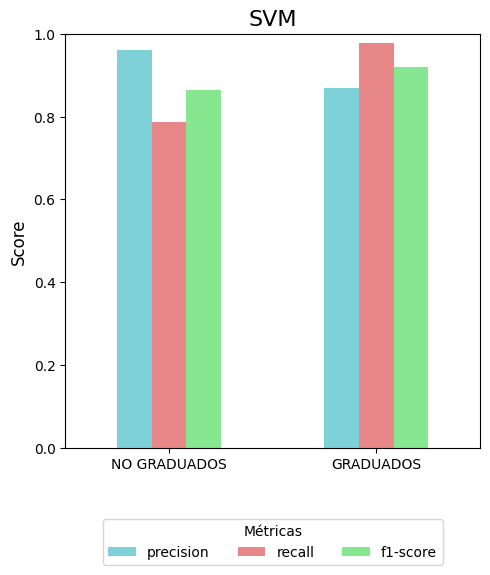 SVM
1.0
0.8
0.6
0.4
0.2
0.0
Score
NO GRADUADOS
GRADUADOS
Métricas
precision recall f1-score